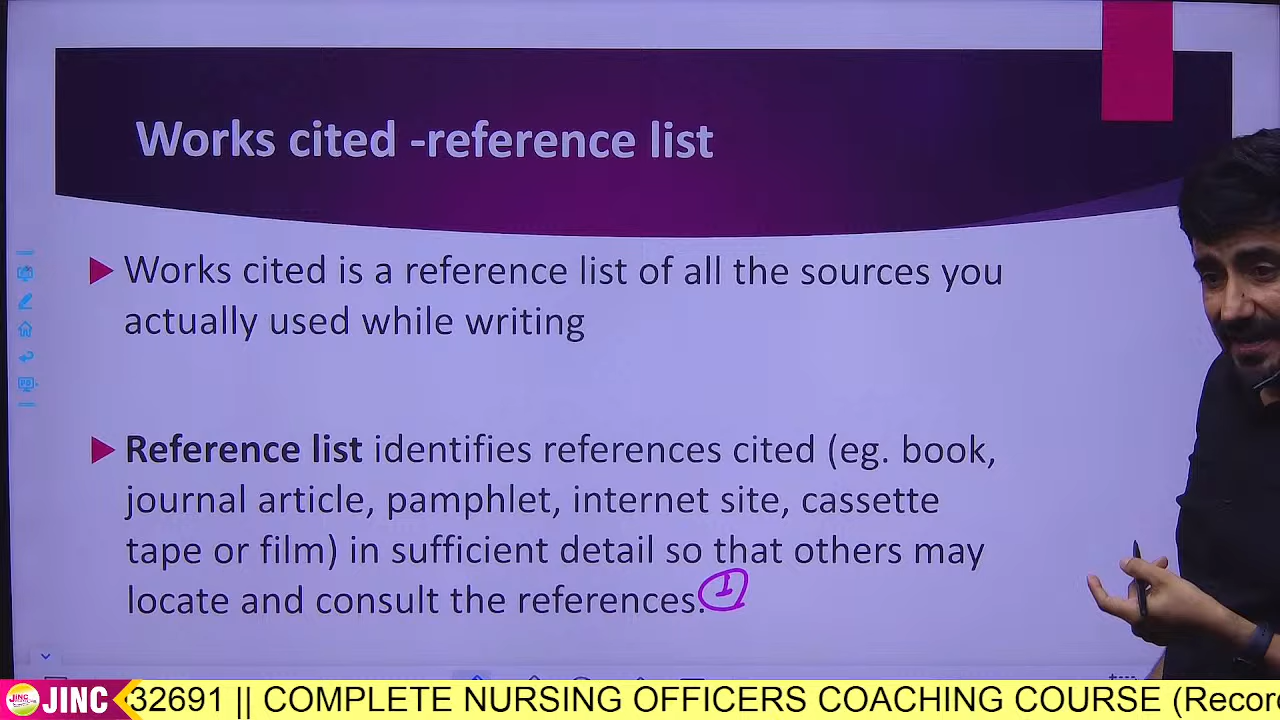 Works cited -reference list
Works cited is a reference list of all the sources you
actually used while writing
Reference list identifies references cited (eg. book,
journal article, pamphlet, internet site, cassette
tape or film) in sufficient detail so that others may
locate and consult the references.
1
JINC
32691 || COMPLETE NURSING OFFICERS COACHING COURSE (Recor